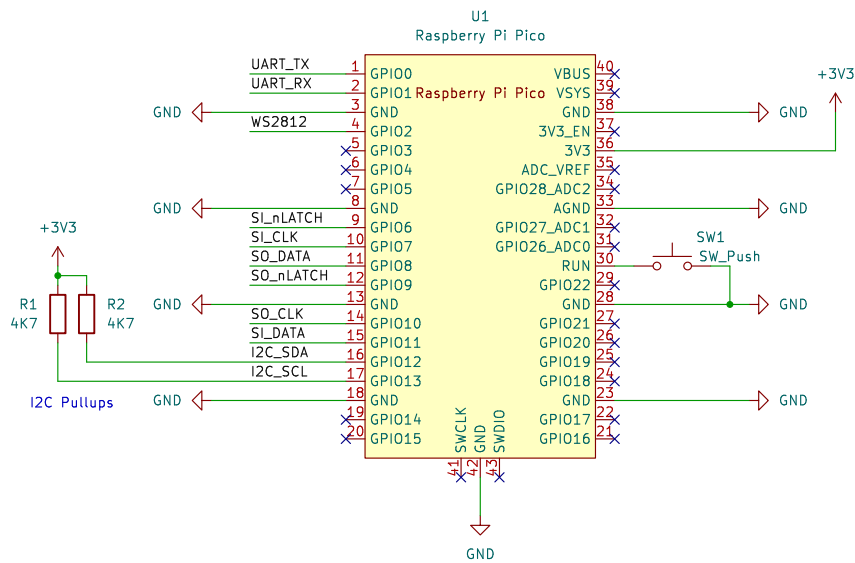 U1
Raspberry Pi Pico
UART_TX 1 GPIO0 VBUS 40
+3V3
UART_RX 2 GPIO1 Raspberry Pi Pico VSYS 39
GND 3 GND GND 38 GND
WS2812 4 GPIO2 3V3_EN 37
5 GPIO3 3V3 36
6 GPIO4 ADC_VREF 35
7 GPIO5 GPIO28_ADC2 34
GND 8 GND AGND 33 GND
SI_nLATCH 9 GPIO6 GPIO27_ADC1 32
+3V3
SI_CLK 10 GPIO7 GPIO26_ADC0 31
SW1
SW_Push
SO_DATA 11 GPIO8 RUN 30
SO_nLATCH 12 GPIO9 GPIO22 29
R1 R2
GND 13 GND GND 28 GND
4K7 4K7
SO_CLK 14 GPIO10 GPIO21 27
SI_DATA 15 GPIO11 GPIO20 26
I2C_SDA 16 GPIO12 GPIO19 25
I2C_SCL 17 GPIO13 GPIO18 24
I2C Pullups
GND 18 GND GND 23 GND
19 GPIO14 GPIO17 22
20 GPIO15 GPIO16 21
SWCLK GND SWDIO
41 42 43
GND